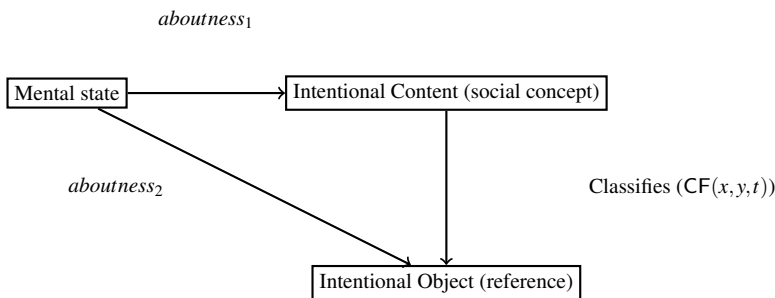 aboutness₁
Mental state
Intentional Content (social concept)
aboutness₂
Classifies (CF(x,y,t))
Intentional Object (reference)